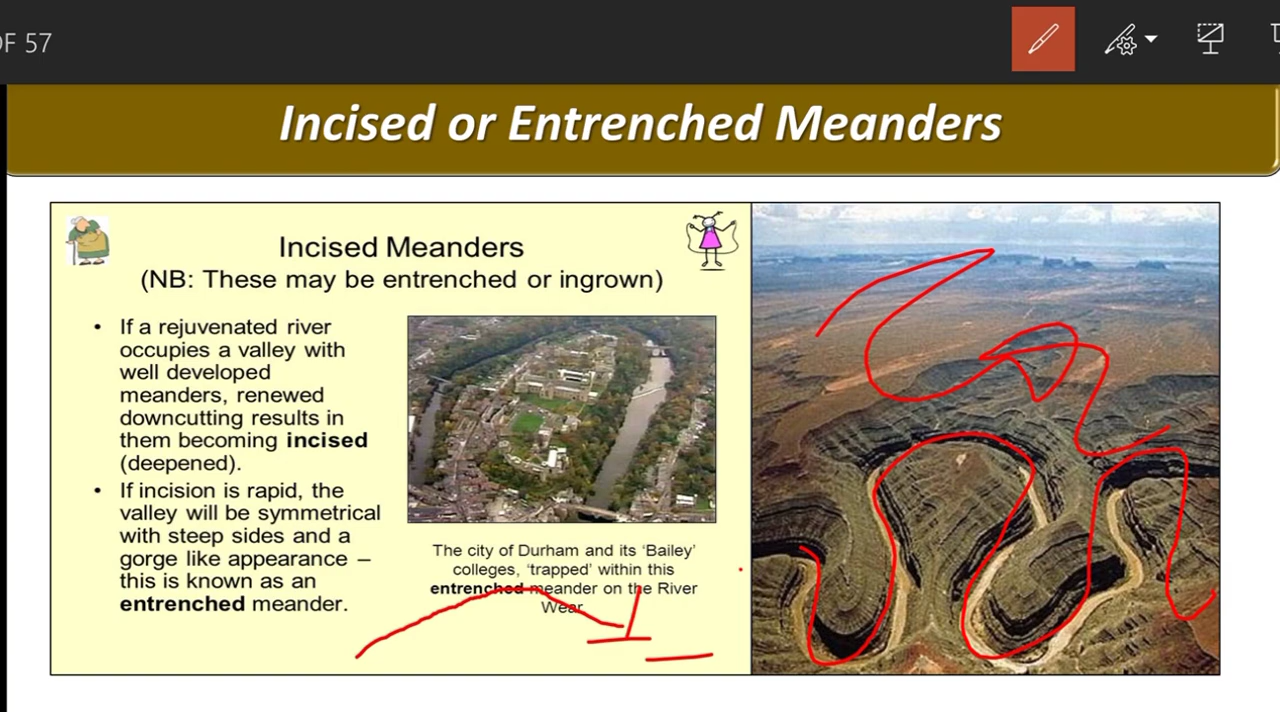 OF 57
Incised or Entrenched Meanders
Incised Meanders
(NB: These may be entrenched or ingrown)
• If a rejuvenated river
occupies a valley with
well developed
meanders, renewed
downcutting results in
them becoming incised
(deepened).
• If incision is rapid, the
valley will be symmetrical
with steep sides and a
gorge like appearance –
this is known as an
entrenched meander.
The city of Durham and its ‘Bailey’
colleges, ‘trapped’ within this
entrenched meander on the River
Wear